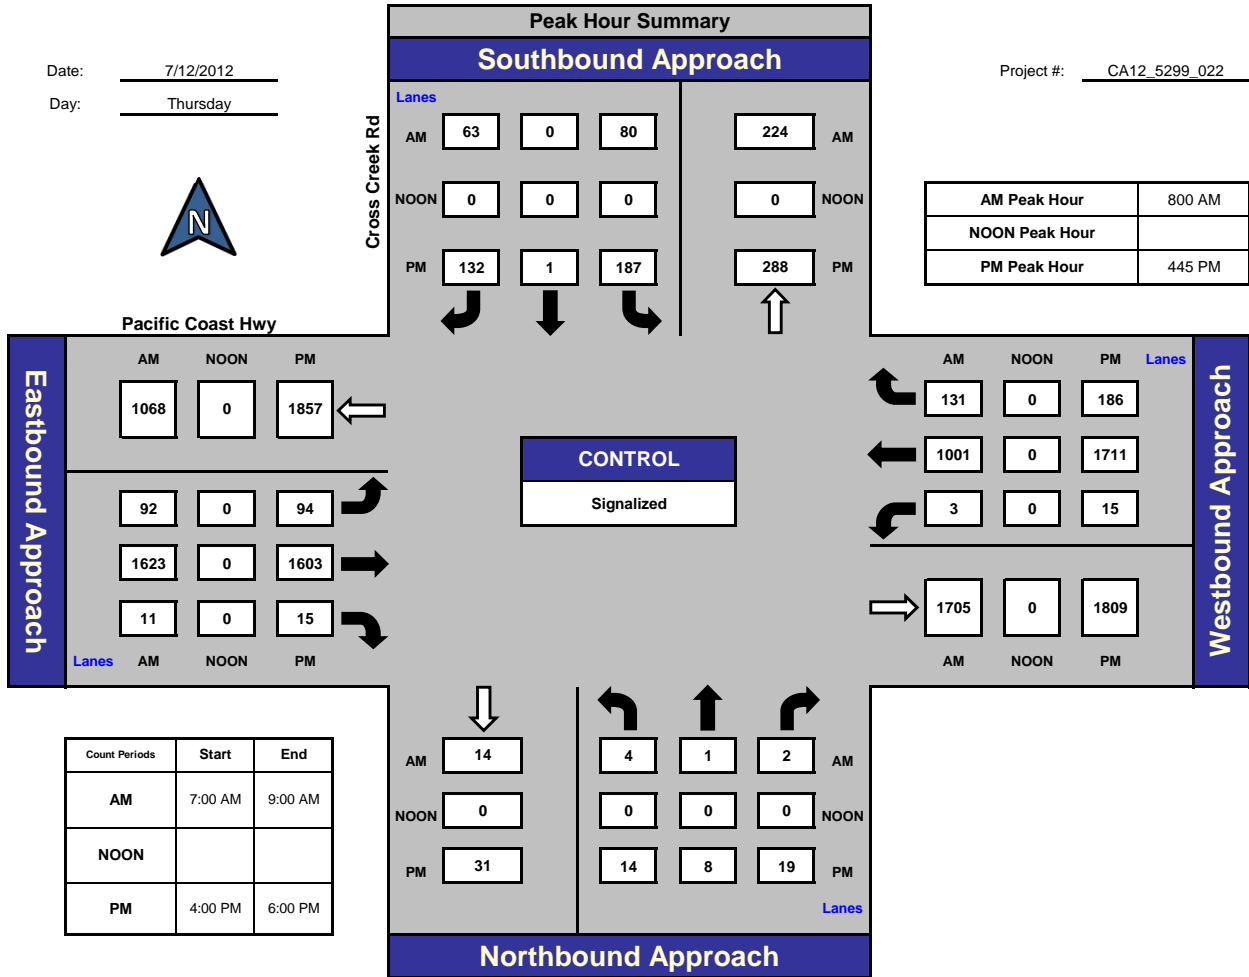 Peak Hour Summary
Southbound Approach
Date: 7/12/2012
Project #: CA12_5299_022
Day: Thursday
Lanes
Cross Creek Rd
AM 63 0 80 224 AM
NOON 0 0 0 0 NOON
PM 132 1 187 288 PM
N
AM Peak Hour 800 AM
NOON Peak Hour
PM Peak Hour 445 PM
Pacific Coast Hwy
Eastbound Approach
AM NOON PM
1068 0 1857
92 0 94
1623 0 1603
11 0 15
Lanes AM NOON PM
CONTROL
Signalized
AM NOON PM Lanes
131 0 186
1001 0 1711
3 0 15
1705 0 1809
AM NOON PM
Westbound Approach
Count Periods Start End
AM 7:00 AM 9:00 AM
NOON
PM 4:00 PM 6:00 PM
AM 14 4 1 2 AM
NOON 0 0 0 0 NOON
PM 31 14 8 19 PM
Lanes
Northbound Approach